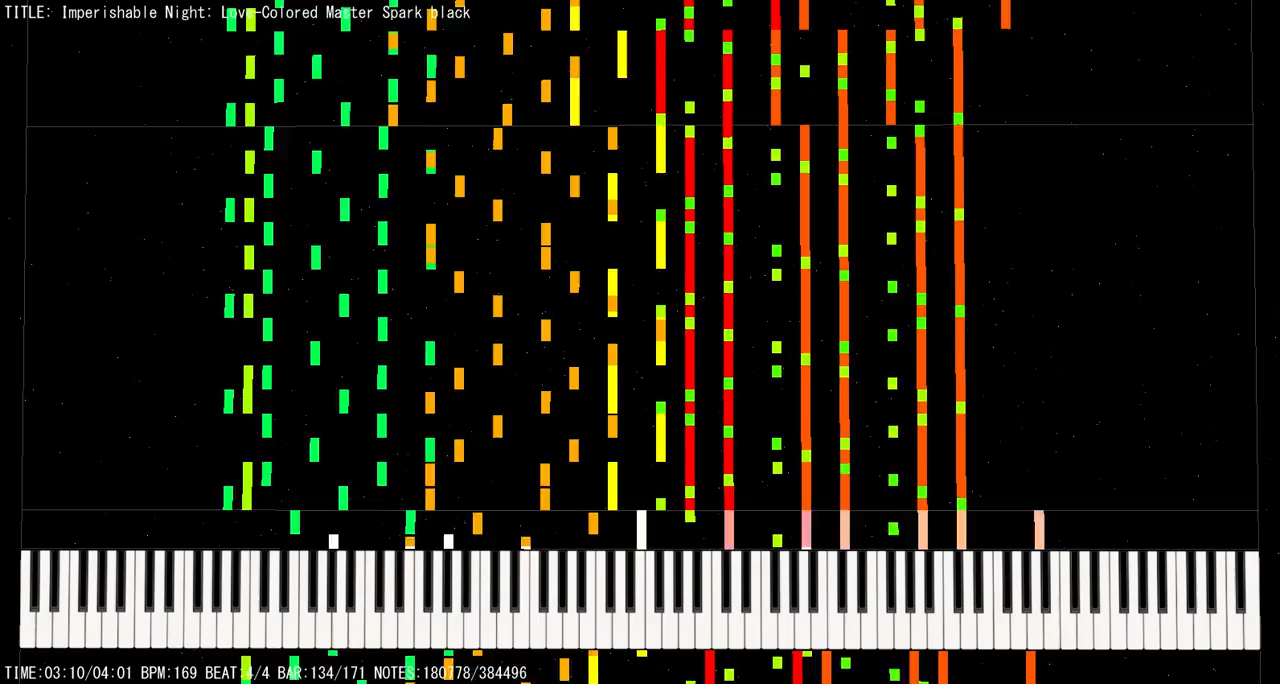 TITLE: Imperishable Night: Love-Colored Master Spark black
TIME:03:10/04:01 BPM:169 BEAT:4/4 BAR:134/171 NOTES:180778/384496